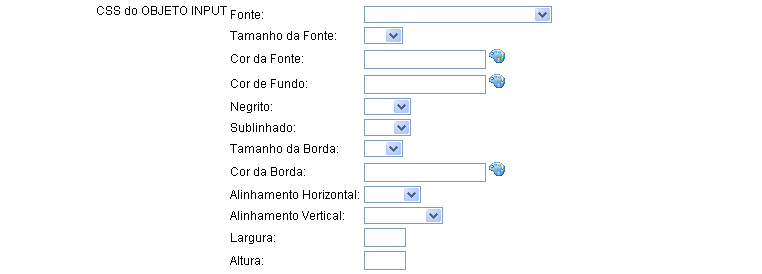 CSS do OBJETO INPUT Fonte:
Tamanho da Fonte:
Cor da Fonte:
Cor de Fundo:
Negrito:
Sublinhado:
Tamanho da Borda:
Cor da Borda:
Alinhamento Horizontal:
Alinhamento Vertical:
Largura:
Altura: